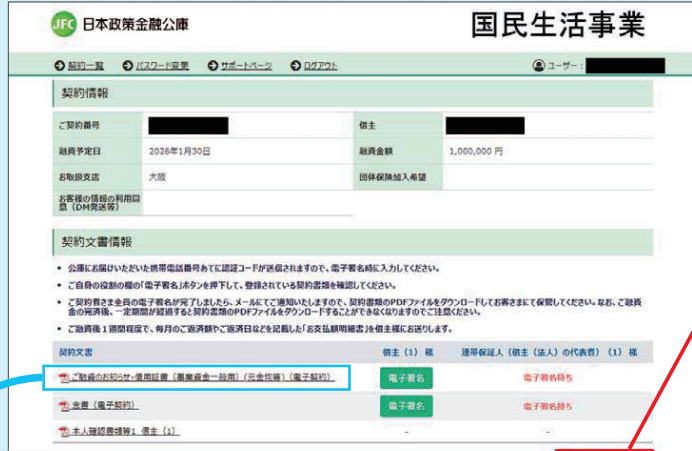 JFC 日本政策金融公庫
国民生活事業
契約一覧 パスワード変更 サポートページ ログアウト ユーザー：
契約情報
ご契約番号 借主
融資予定日 2026年1月30日 融資金額 1,000,000 円
お取扱支店 大阪 団体保険加入希望
お客様の情報の利用同
意（DM発送等）
契約文書情報
• 公庫にお届けいただいた携帯電話番号あてに認証コードが送信されますので、電子署名時に入力してください。
• ご自身の役割の欄の「電子署名」ボタンを押下して、登録されている契約書類を確認してください。
• ご契約者さま全員の電子署名が完了しましたら、メールにてご通知いたしますので、契約書類のPDFファイルをダウンロードしてお客さまにて保管してください。なお、ご融資
金の完済後、一定期間が経過すると契約書類のPDFファイルをダウンロードすることができなくなりますのでご注意ください。
• ご融資後１週間程度で、毎月のご返済額やご返済日などを記載した「お支払額明細書」を借主様にお送りします。
契約文書 借主（1）様 連帯保証人（借主（法人）の代表者）（1）様
ご融資のお知らせ・借用証書（事業資金一般用）（元金均等）（電子契約） 電子署名 電子署名待ち
念書（電子契約） 電子署名 電子署名待ち
本人確認書類等1_借主（1） - -